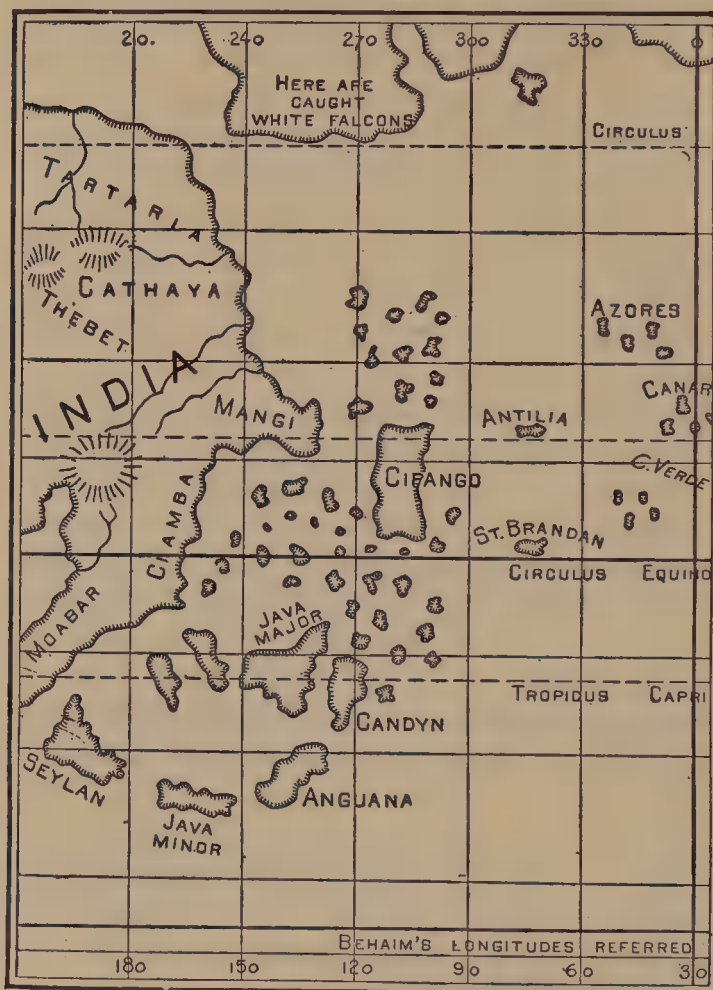 20. 240 270 300 330 0
HERE ARE
CAUGHT
WHITE FALCONS
CIRCULUS
TARTARIA
CATHAYA
THEBET
AZORES
INDIA
CANAR
MANGI
ANTILIA
CIPANGO
C. VERDE
CIAMBA
ST. BRANDAN
CIRCULUS EQUINO
MOABAR
JAVA
MAJOR
TROPIDUS CAPRI
CANDYN
SEYLAN
ANGUANA
JAVA
MINOR
BEHAIM'S LONGITUDES REFERRED
180 150 120 90 60 30